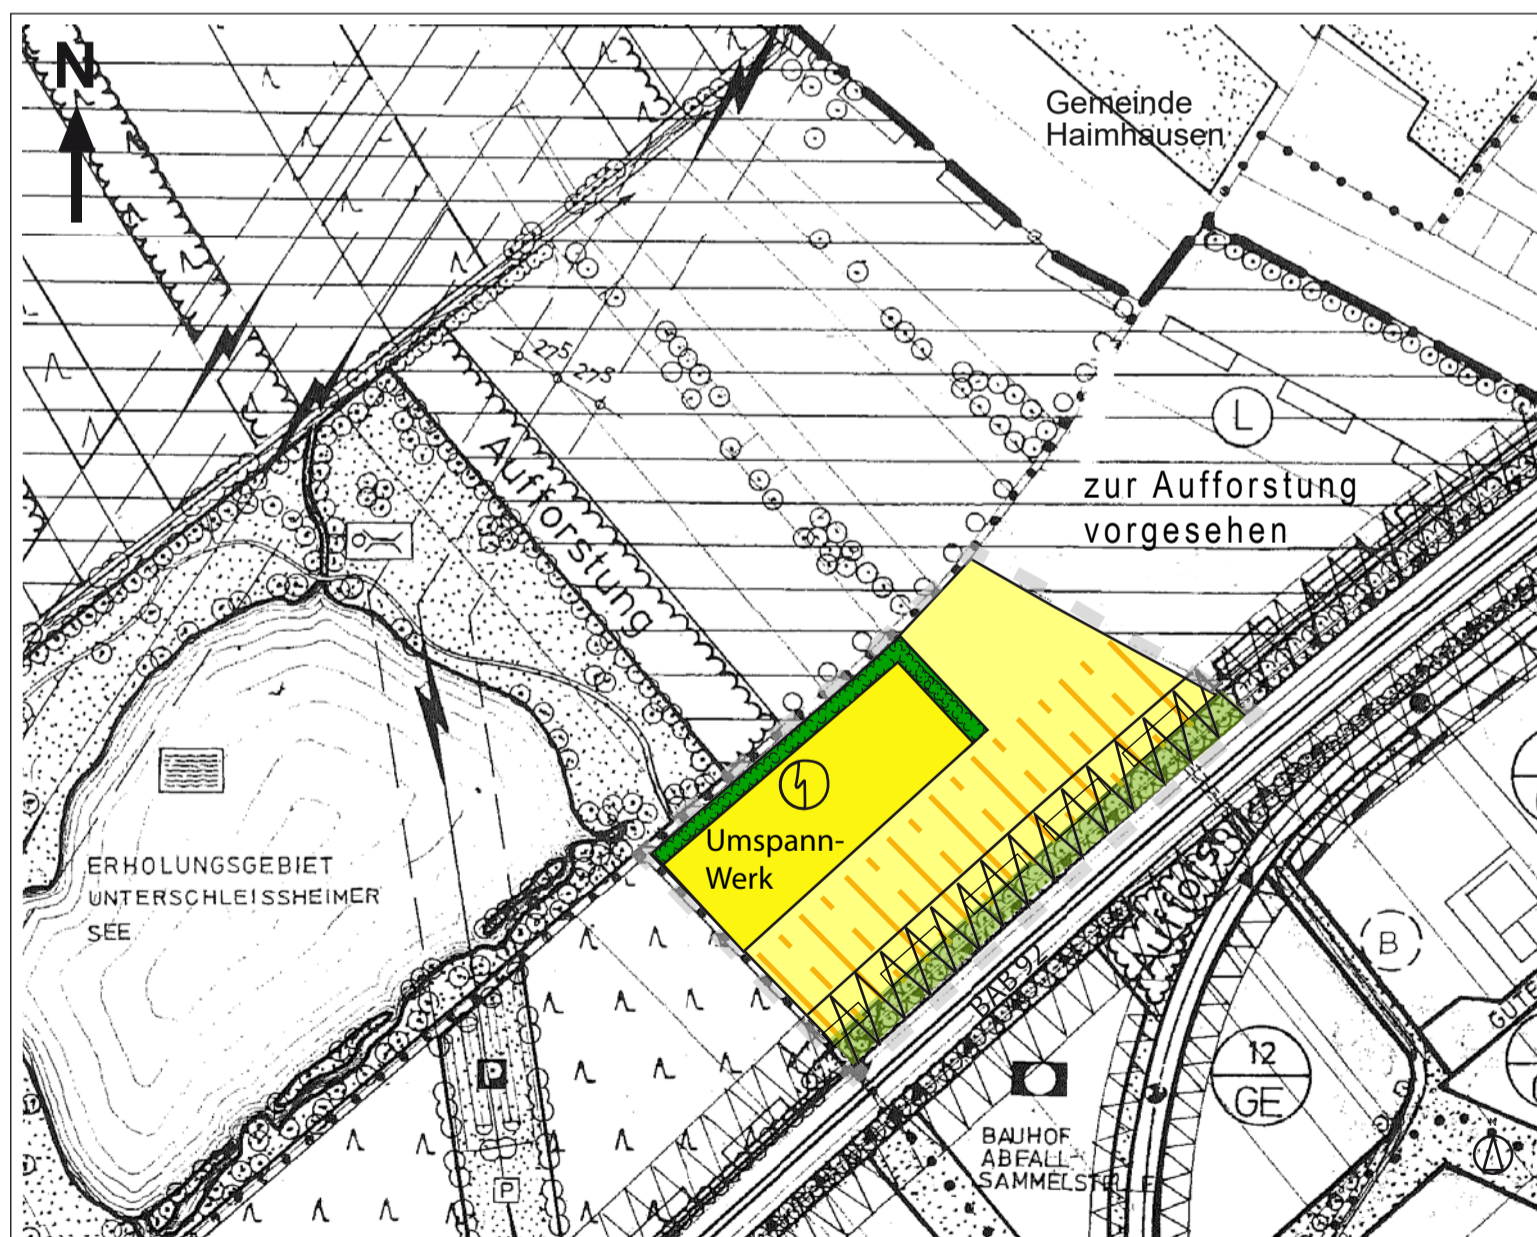 N
Gemeinde
Haimhausen
27⁵
27⁵
L
Aufforstung
zur Aufforstung
vorgesehen
Umspann-
Werk
ERHOLUNGSGEBIET
UNTERSCHLEISSHEIMER
SEE
BAB 92
B
P
P
12
GE
BAUHOF
ABFALL-
SAMMELSTELLE